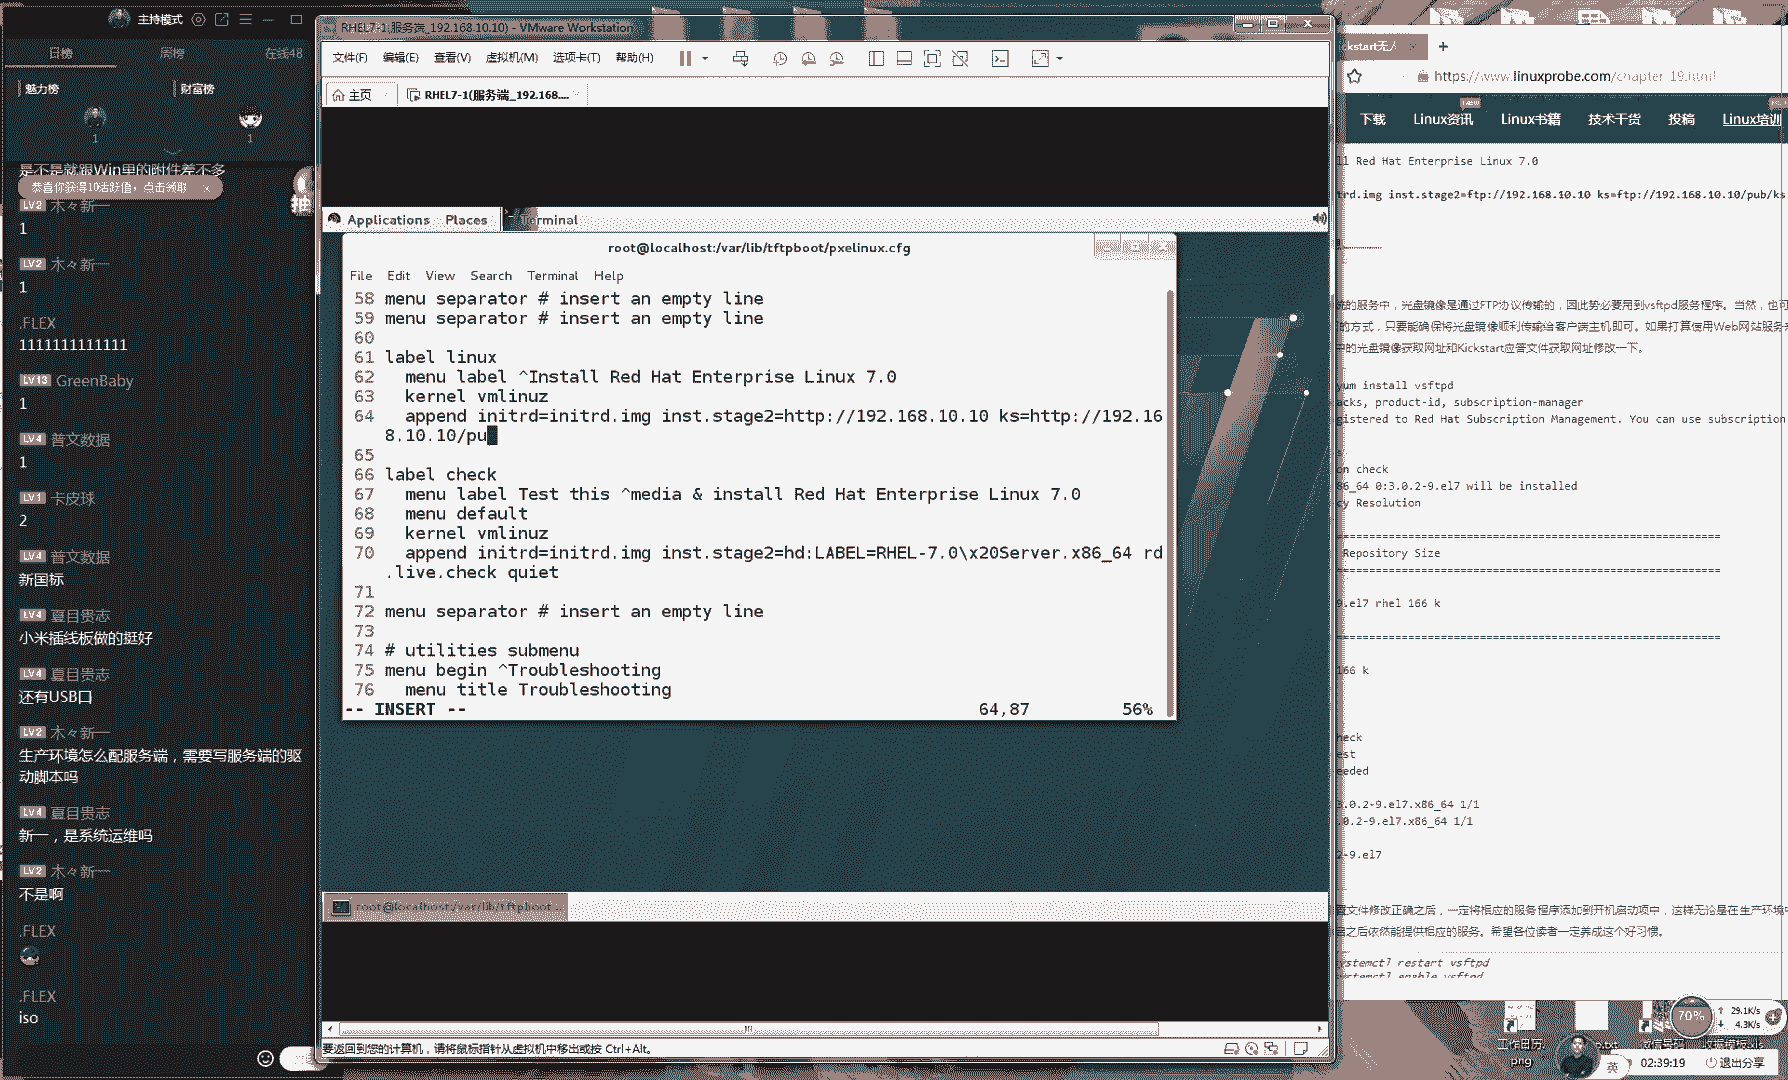 主持模式
日榜 周榜 在线48
魅力榜 财富榜
1 1
是不是就跟Win里的附件差不多
恭喜你获得10活跃值，点击领取 ×
抽
LV2 木々新一
1
LV2 木々新一
1
.FLEX
1111111111111
LV13 GreenBaby
1
LV4 普文数据
1
LV1 卡皮球
2
LV4 普文数据
新国标
LV4 夏目贵志
小米插线板做的挺好
LV4 夏目贵志
还有USB口
LV2 木々新一
生产环境怎么配服务端，需要写服务端的驱
动脚本吗
LV4 夏目贵志
新一，是系统运维吗
LV2 木々新一
不是啊
.FLEX
.FLEX
iso
RHEL7-1(服务端_192.168.10.10) - VMware Workstation
文件(F) 编辑(E) 查看(V) 虚拟机(M) 选项卡(T) 帮助(H)
主页 RHEL7-1(服务端_192.168....
Applications Places Terminal
root@localhost:/var/lib/tftpboot/pxelinux.cfg
File Edit View Search Terminal Help
58 menu separator # insert an empty line
59 menu separator # insert an empty line
60
61 label linux
62 menu label ^Install Red Hat Enterprise Linux 7.0
63 kernel vmlinuz
64 append initrd=initrd.img inst.stage2=http://192.168.10.10 ks=http://192.16
8.10.10/pu
65
66 label check
67 menu label Test this ^media & install Red Hat Enterprise Linux 7.0
68 menu default
69 kernel vmlinuz
70 append initrd=initrd.img inst.stage2=hd:LABEL=RHEL-7.0\x20Server.x86_64 rd
.live.check quiet
71
72 menu separator # insert an empty line
73
74 # utilities submenu
75 menu begin ^Troubleshooting
76 menu title Troubleshooting
-- INSERT -- 64,87 56%
root@localhost:/var/lib/tftpboot...
要返回到您的计算机，请将鼠标指针从虚拟机中移出或按 Ctrl+Alt。
ckstart无人
https://www.linuxprobe.com/chapter_19.html
下载 Linux资讯 Linux书籍 技术干货 投稿 Linux培训
NEW
ll Red Hat Enterprise Linux 7.0
trd.img inst.stage2=ftp://192.168.10.10 ks=ftp://192.168.10.10/pub/ks
的服务中，光盘镜像是通过FTP协议传输的，因此势必要用到vsftpd服务程序。当然，也可
的方式，只要能确保将光盘镜像顺利传输给客户端主机即可。如果打算使用Web网站服务
中的光盘镜像获取网址和Kickstart应答文件获取网址修改一下。
yum install vsftpd
acks, product-id, subscription-manager
gistered to Red Hat Subscription Management. You can use subscription
s
on check
86_64 0:3.0.2-9.el7 will be installed
cy Resolution
Repository Size
9.el7 rhel 166 k
166 k
heck
est
eeded
3.0.2-9.el7.x86_64 1/1
.0.2-9.el7.x86_64 1/1
2-9.el7
置文件修改正确之后，一定将相应的服务程序添加到开机启动项中，这样无论是在生产环境中
启之后依然能提供相应的服务。希望各位读者一定养成这个好习惯。
ystemctl restart vsftpd
ystemctl enable vsftpd
70% 29.1K/s
4.3K/s
工作日历.
png
英 02:39:19 退出分享